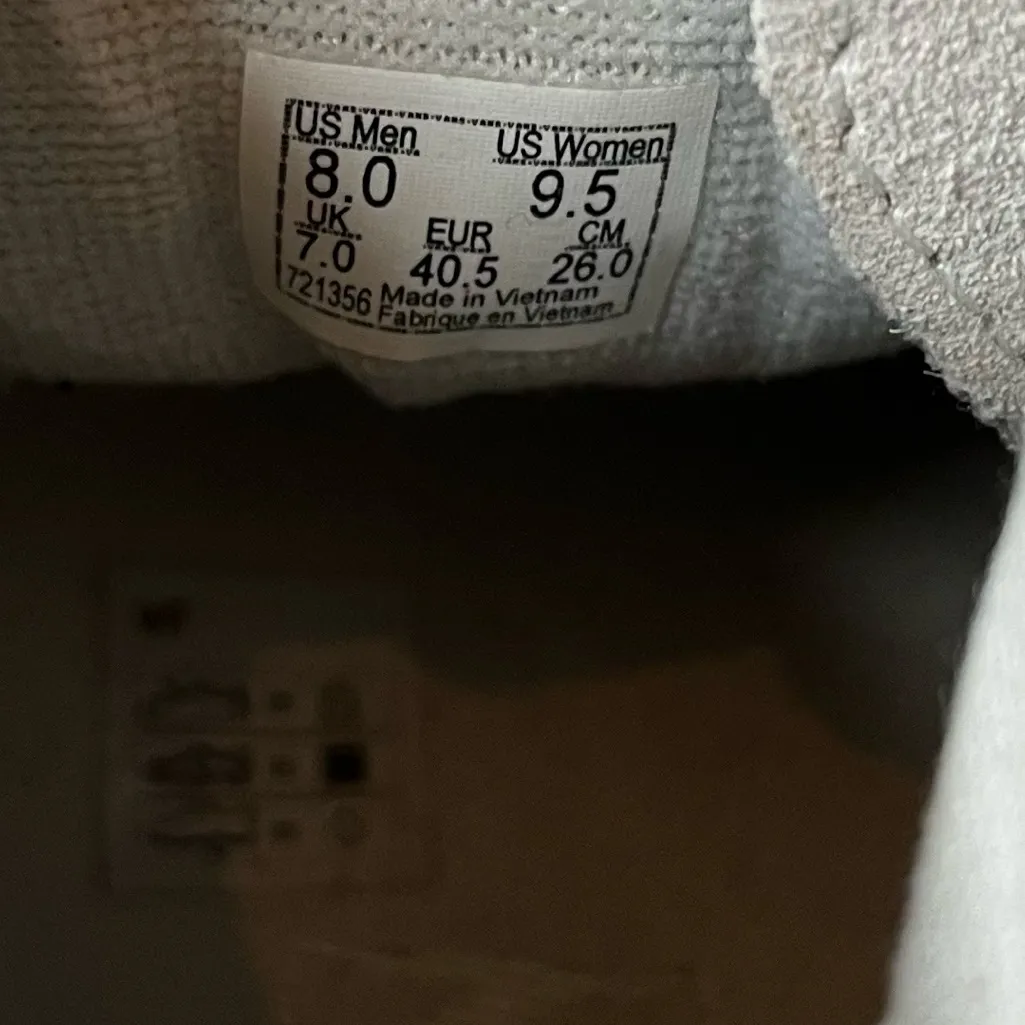 US Men US Women
8.0 9.5
UK EUR CM
7.0 40.5 26.0
721356 Made in Vietnam
Fabrique en Vietnam